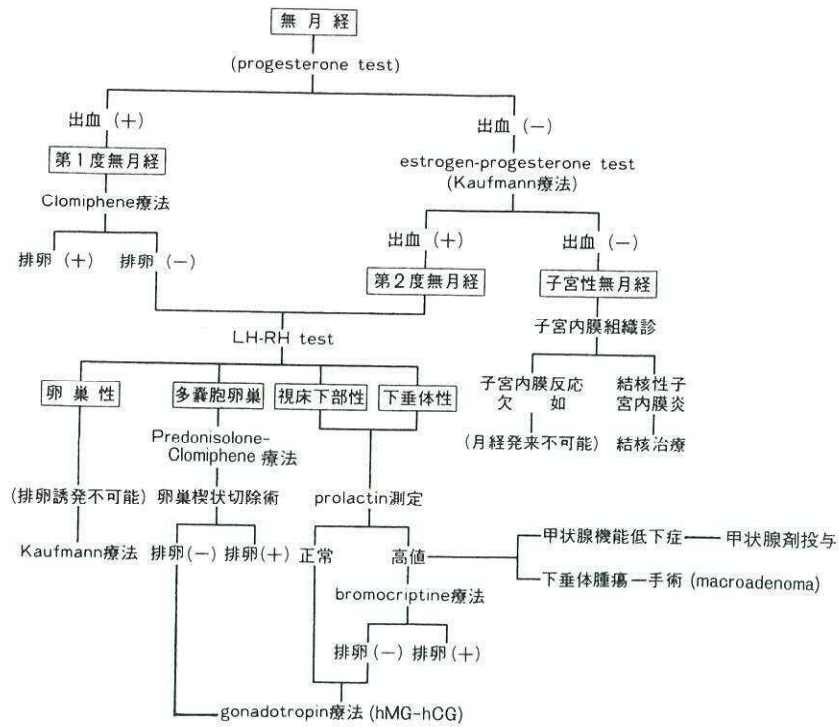 無月経
(progesterone test)
出血 (+)
出血 (−)
第1度無月経
estrogen-progesterone test
(Kaufmann療法)
Clomiphene療法
出血 (+)
出血 (−)
排卵 (+)
排卵 (−)
第2度無月経
子宮性無月経
LH-RH test
子宮内膜組織診
卵巣性
多嚢胞卵巣
視床下部性
下垂体性
子宮内膜反応
欠如
結核性子
宮内膜炎
Predonisolone-
Clomiphene 療法
(月経発来不可能)
結核治療
(排卵誘発不可能)
卵巣楔状切除術
prolactin測定
Kaufmann療法
排卵(−)
排卵(+)
正常
高値
甲状腺機能低下症 — 甲状腺剤投与
下垂体腫瘍—手術 (macroadenoma)
bromocriptine療法
排卵(−)
排卵(+)
gonadotropin療法 (hMG-hCG)